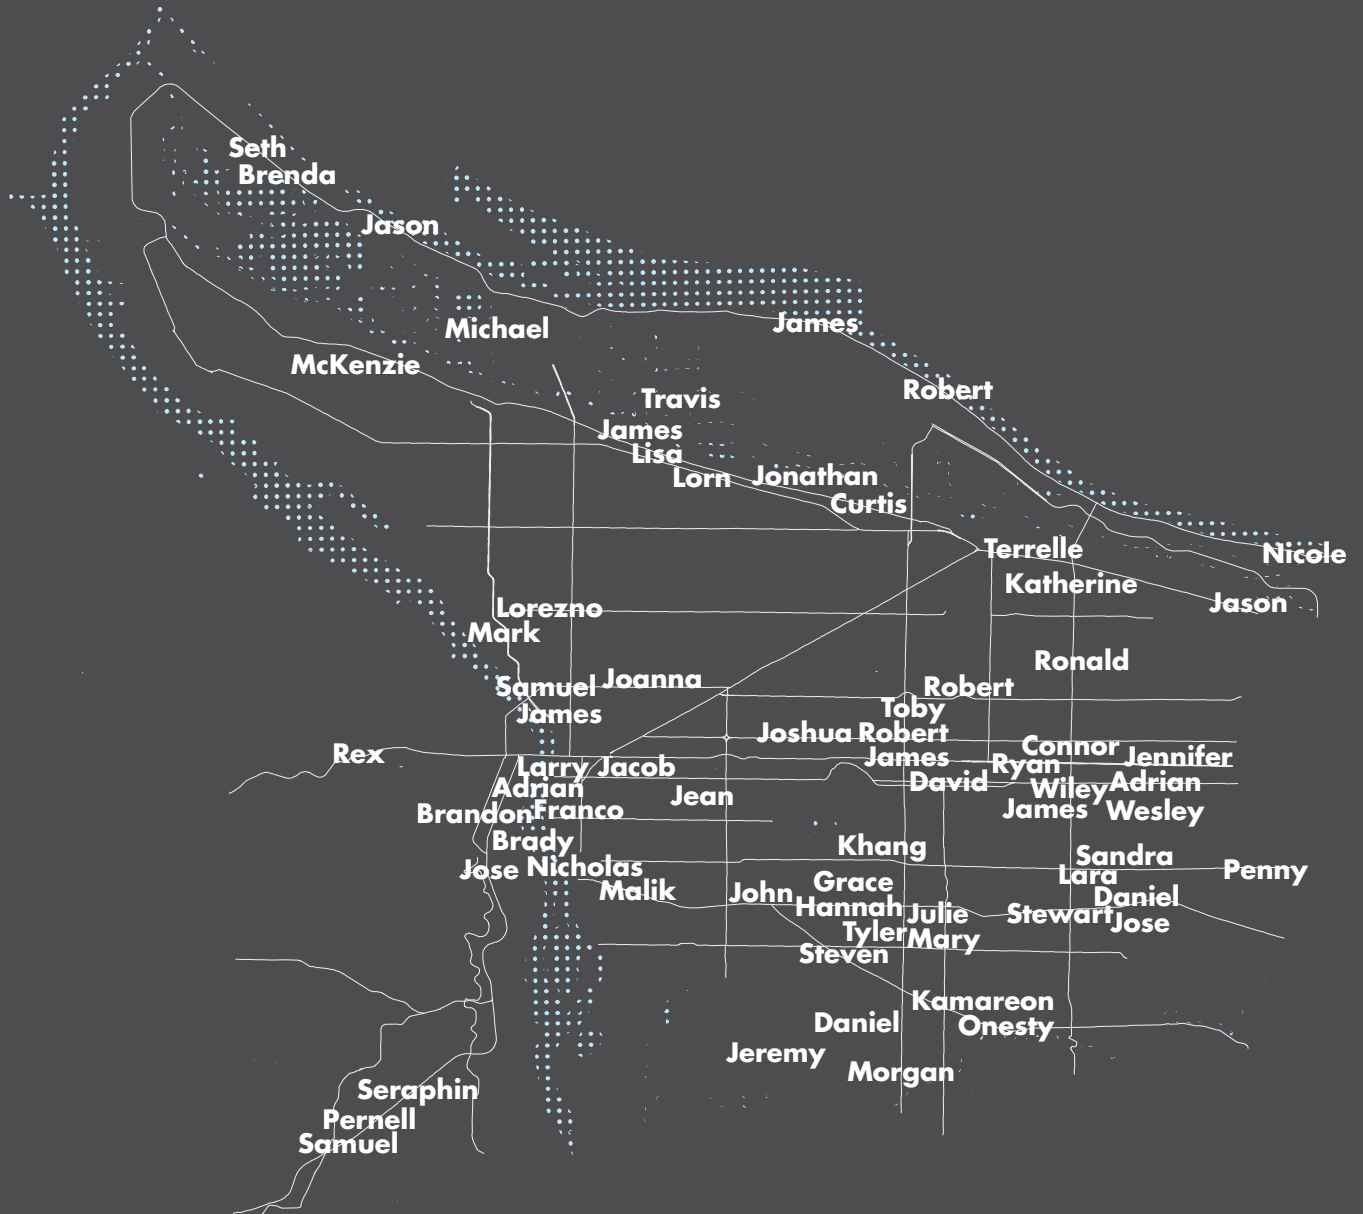 Seth
Brenda
Jason
Michael
James
McKenzie
Robert
Travis
James
Lisa
Lorn
Jonathan
Curtis
Terrelle
Nicole
Katherine
Jason
Lorezno
Mark
Ronald
Samuel
Joanna
Robert
James
Toby
Joshua
Robert
Rex
Connor
James
Jennifer
Larry
Jacob
Ryan
David
Adrian
Adrian
Wiley
Jean
Brandon
Franco
James
Wesley
Brady
Khang
Sandra
Jose
Nicholas
Lara
Penny
Malik
John
Grace
Daniel
Hannah
Julie
Stewart
Jose
Tyler
Mary
Steven
Kamareon
Daniel
Onesty
Jeremy
Morgan
Seraphin
Pernell
Samuel